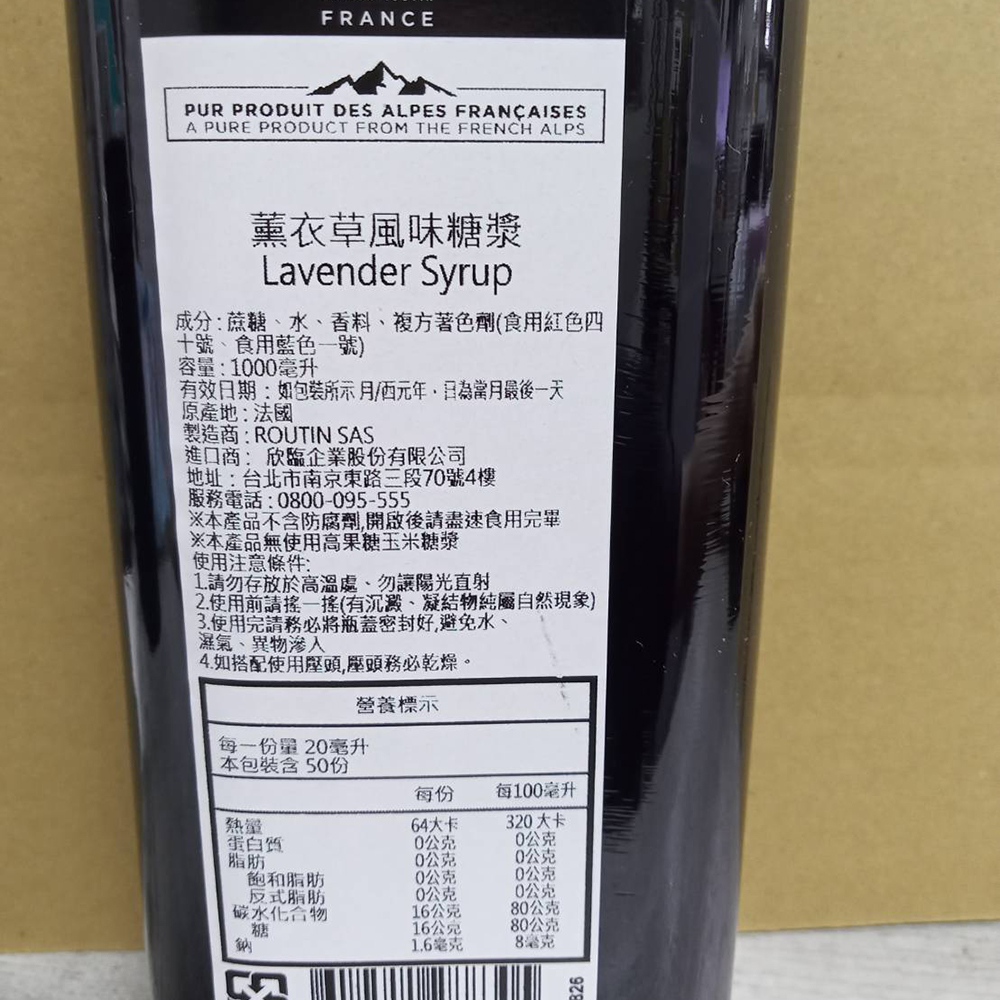 FRANCE
PUR PRODUIT DES ALPES FRANÇAISES
A PURE PRODUCT FROM THE FRENCH ALPS
薰衣草風味糖漿
Lavender Syrup
成分:蔗糖、水、香料、複方著色劑(食用紅色四
十號、食用藍色一號)
容量:1000毫升
有效日期:如包裝所示 月/西元年,日為當月最後一天
原產地:法國
製造商:ROUTIN SAS
進口商: 欣臨企業股份有限公司
地址:台北市南京東路三段70號4樓
服務電話:0800-095-555
※本產品不含防腐劑,開啟後請盡速食用完畢
※本產品無使用高果糖玉米糖漿
使用注意條件:
1.請勿存放於高溫處、勿讓陽光直射
2.使用前請搖一搖(有沉澱、凝結物純屬自然現象)
3.使用完請務必將瓶蓋密封好,避免水、
濕氣、異物滲入
4.如搭配使用壓頭,壓頭務必乾燥。
營養標示
每一份量 20毫升
本包裝含 50份
每份 每100毫升
熱量 64大卡 320大卡
蛋白質 0公克 0公克
脂肪 0公克 0公克
飽和脂肪 0公克 0公克
反式脂肪 0公克 0公克
碳水化合物 16公克 80公克
糖 16公克 80公克
鈉 1.6毫克 8毫克
826